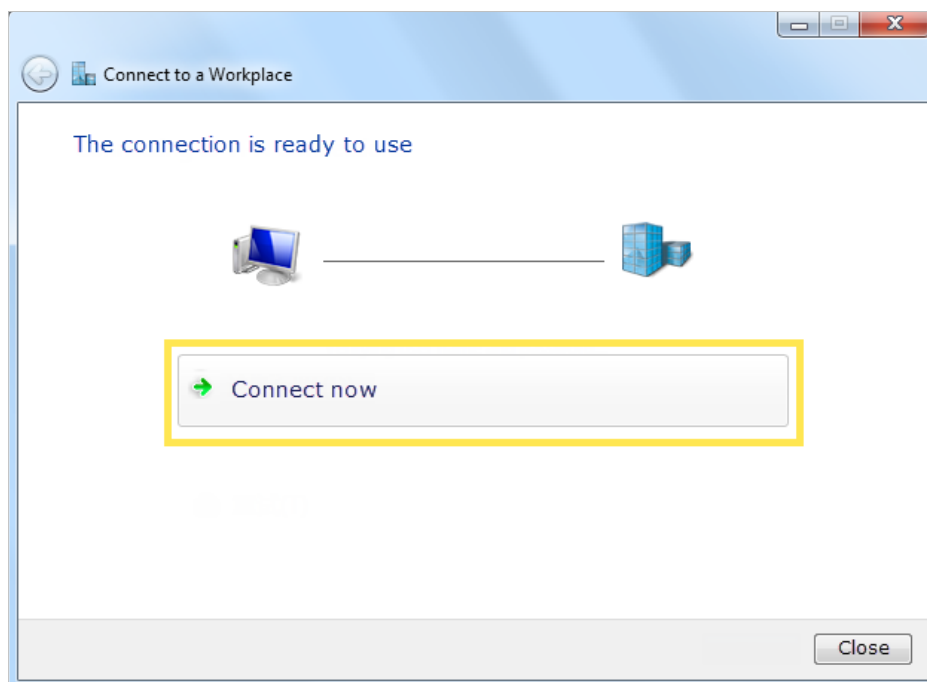 Connect to a Workplace
The connection is ready to use
Connect now
Close